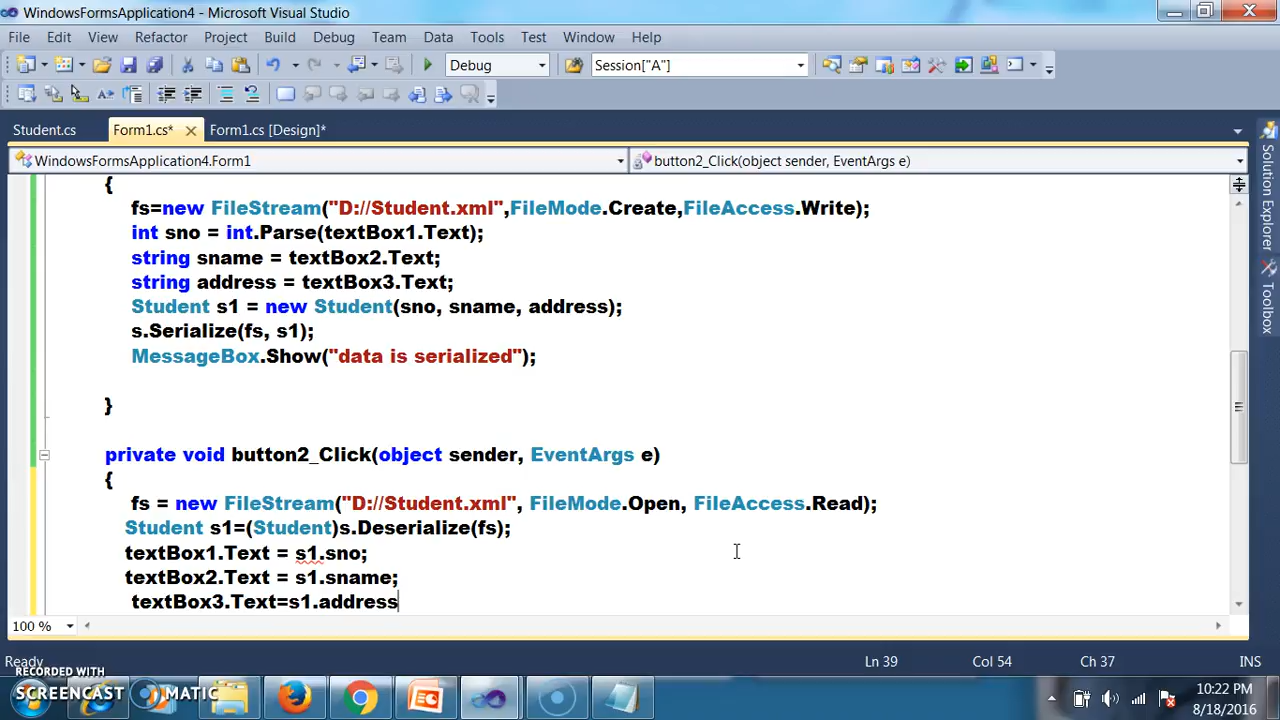 WindowsFormsApplication4 - Microsoft Visual Studio
File Edit View Refactor Project Build Debug Team Data Tools Test Window Help
Debug Session["A"]
Student.cs Form1.cs* Form1.cs [Design]*
WindowsFormsApplication4.Form1 button2_Click(object sender, EventArgs e)
{
fs=new FileStream("D://Student.xml",FileMode.Create,FileAccess.Write);
int sno = int.Parse(textBox1.Text);
string sname = textBox2.Text;
string address = textBox3.Text;
Student s1 = new Student(sno, sname, address);
s.Serialize(fs, s1);
MessageBox.Show("data is serialized");
}
private void button2_Click(object sender, EventArgs e)
{
fs = new FileStream("D://Student.xml", FileMode.Open, FileAccess.Read);
Student s1=(Student)s.Deserialize(fs);
textBox1.Text = s1.sno;
textBox2.Text = s1.sname;
textBox3.Text=s1.address
Solution Explorer
Toolbox
100 %
Ready Ln 39 Col 54 Ch 37 INS
RECORDED WITH
SCREENCAST MATIC
10:22 PM
8/18/2016